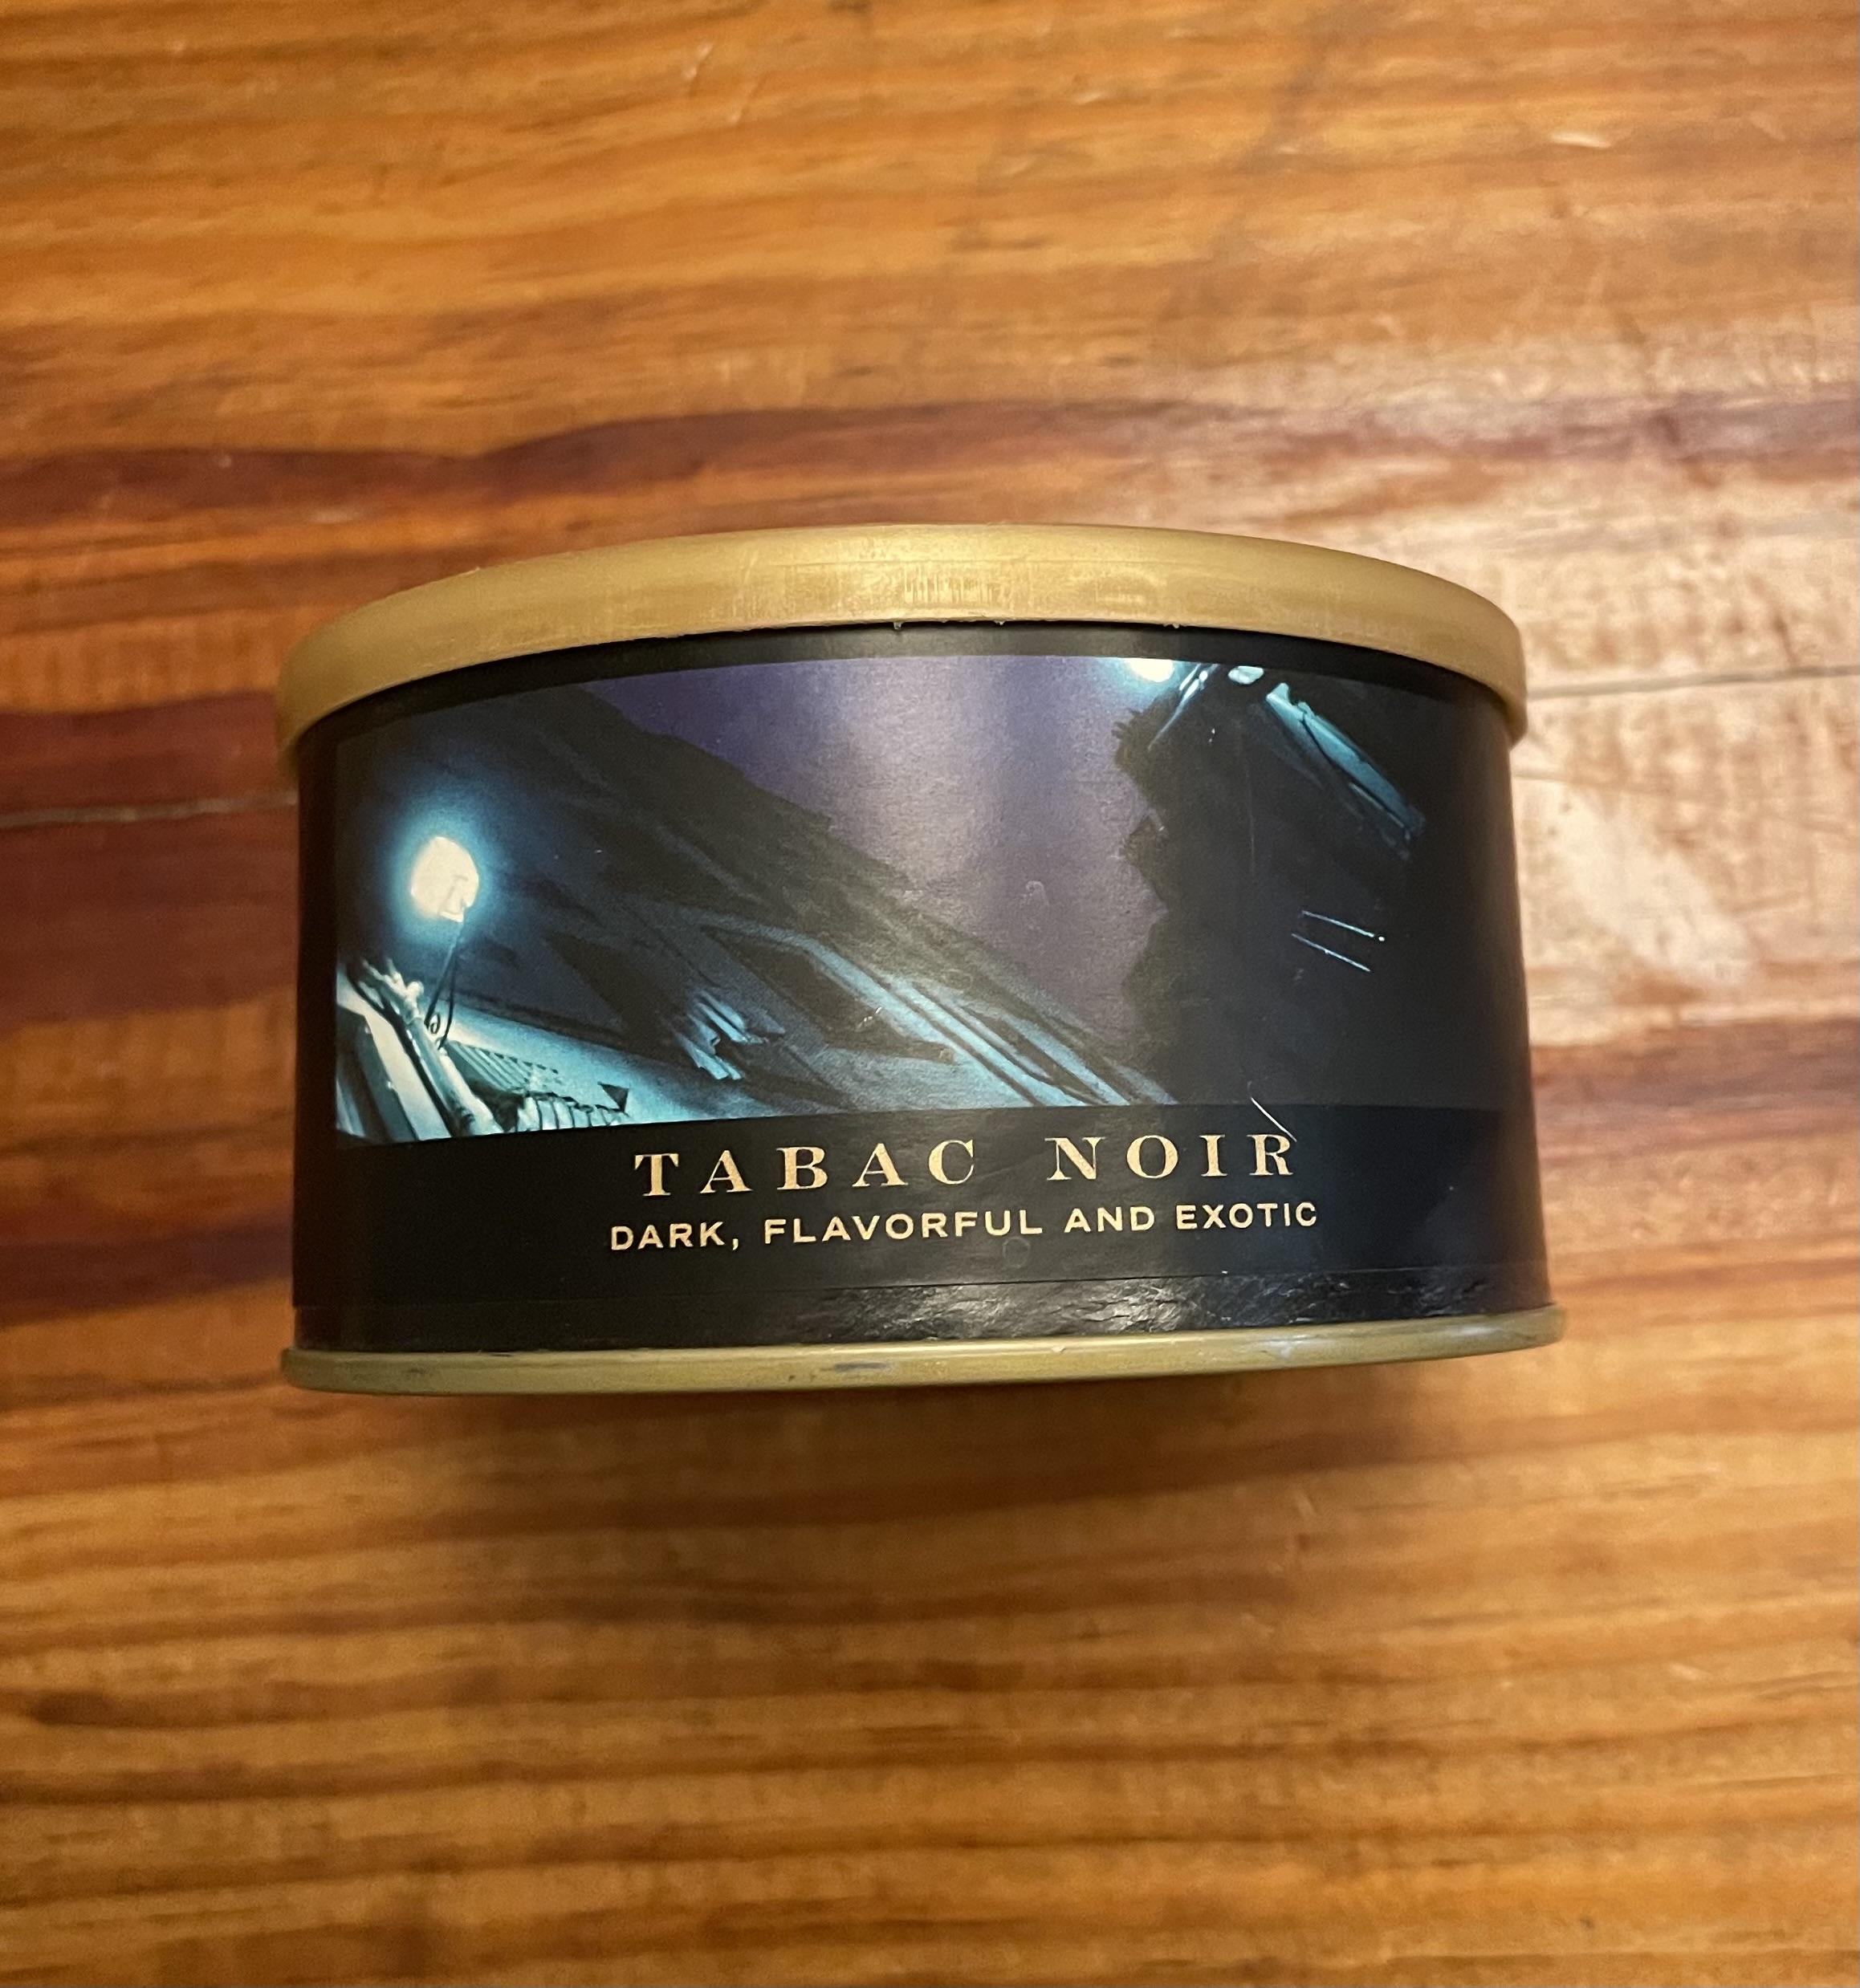 TABAC NOIR
DARK, FLAVORFUL AND EXOTIC